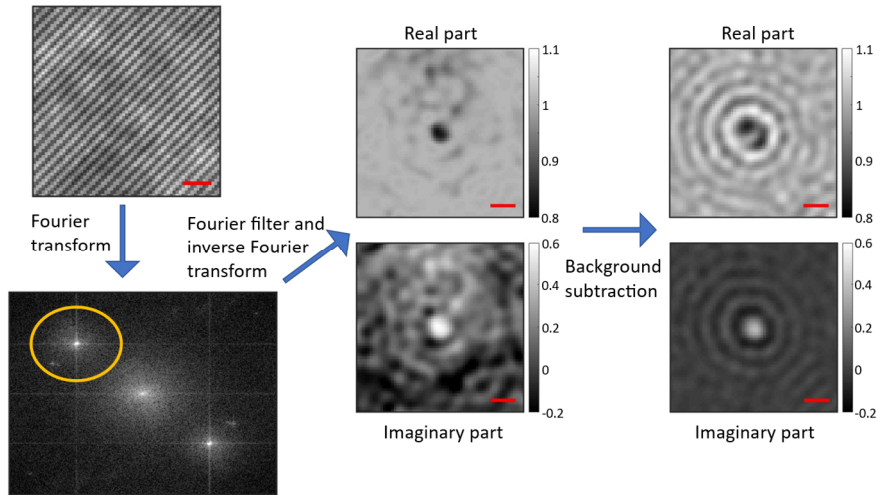 Real part
1.1
1
0.9
0.8
Real part
1.1
1
0.9
0.8
Fourier
transform
Fourier filter and
inverse Fourier
transform
Background
subtraction
0.6
0.4
0.2
0
-0.2
Imaginary part
0.6
0.4
0.2
0
-0.2
Imaginary part